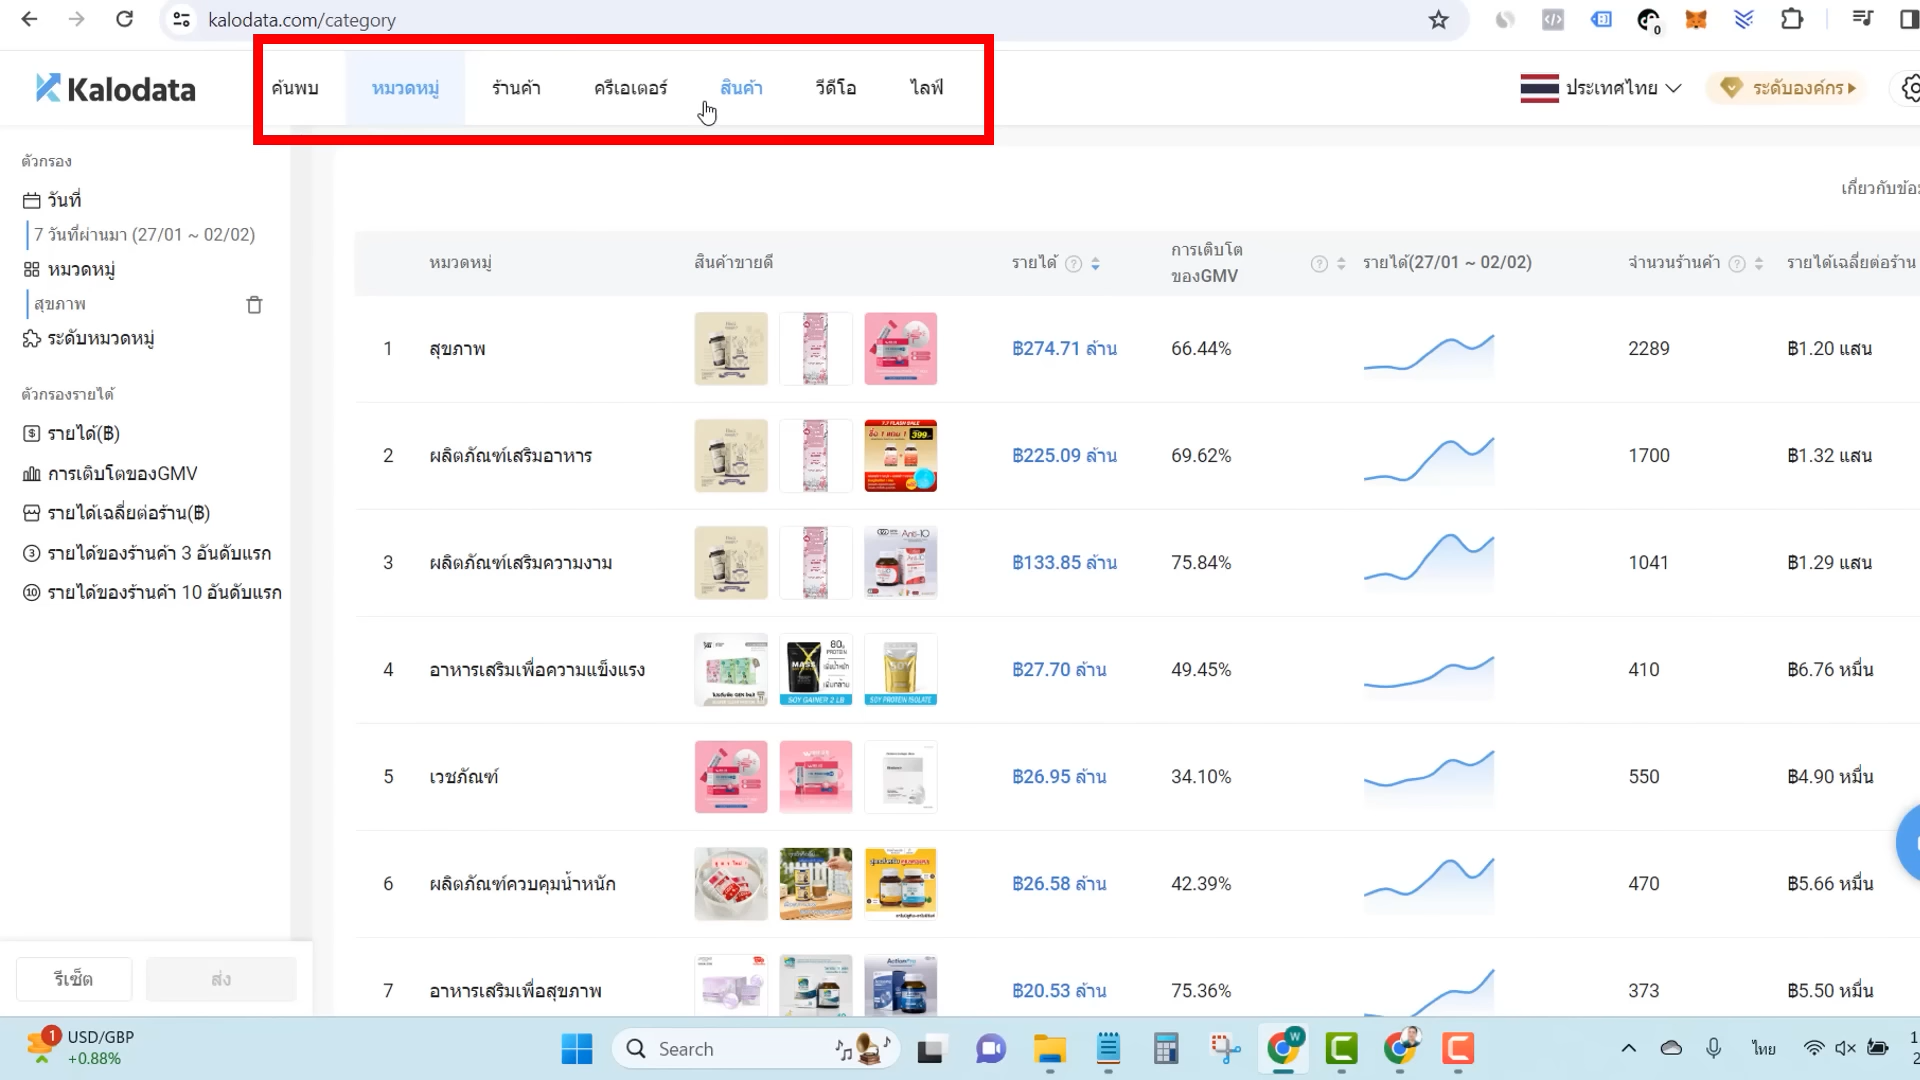 kalodata.com/category
Kalodata
ค้นพบ หมวดหมู่ ร้านค้า ครีเอเตอร์ สินค้า วีดีโอ ไลฟ์
ประเทศไทย
ระดับองค์กร
ตัวกรอง
วันที่
7 วันที่ผ่านมา (27/01 ~ 02/02)
หมวดหมู่
สุขภาพ
ระดับหมวดหมู่
ตัวกรองรายได้
รายได้(฿)
การเติบโตของGMV
รายได้เฉลี่ยต่อร้าน(฿)
รายได้ของร้านค้า 3 อันดับแรก
รายได้ของร้านค้า 10 อันดับแรก
รีเซ็ต
ส่ง
หมวดหมู่ สินค้าขายดี รายได้ การเติบโตของGMV รายได้(27/01 ~ 02/02) จำนวนร้านค้า รายได้เฉลี่ยต่อร้าน
1 สุขภาพ ฿274.71 ล้าน 66.44% 2289 ฿1.20 แสน
2 ผลิตภัณฑ์เสริมอาหาร ฿225.09 ล้าน 69.62% 1700 ฿1.32 แสน
3 ผลิตภัณฑ์เสริมความงาม ฿133.85 ล้าน 75.84% 1041 ฿1.29 แสน
4 อาหารเสริมเพื่อความแข็งแรง ฿27.70 ล้าน 49.45% 410 ฿6.76 หมื่น
SOY GAINER 2 LB
SOY PROTEIN ISOLATE
5 เวชภัณฑ์ ฿26.95 ล้าน 34.10% 550 ฿4.90 หมื่น
6 ผลิตภัณฑ์ควบคุมน้ำหนัก ฿26.58 ล้าน 42.39% 470 ฿5.66 หมื่น
7 อาหารเสริมเพื่อสุขภาพ ฿20.53 ล้าน 75.36% 373 ฿5.50 หมื่น
1
USD/GBP
+0.88%
Search
ไทย